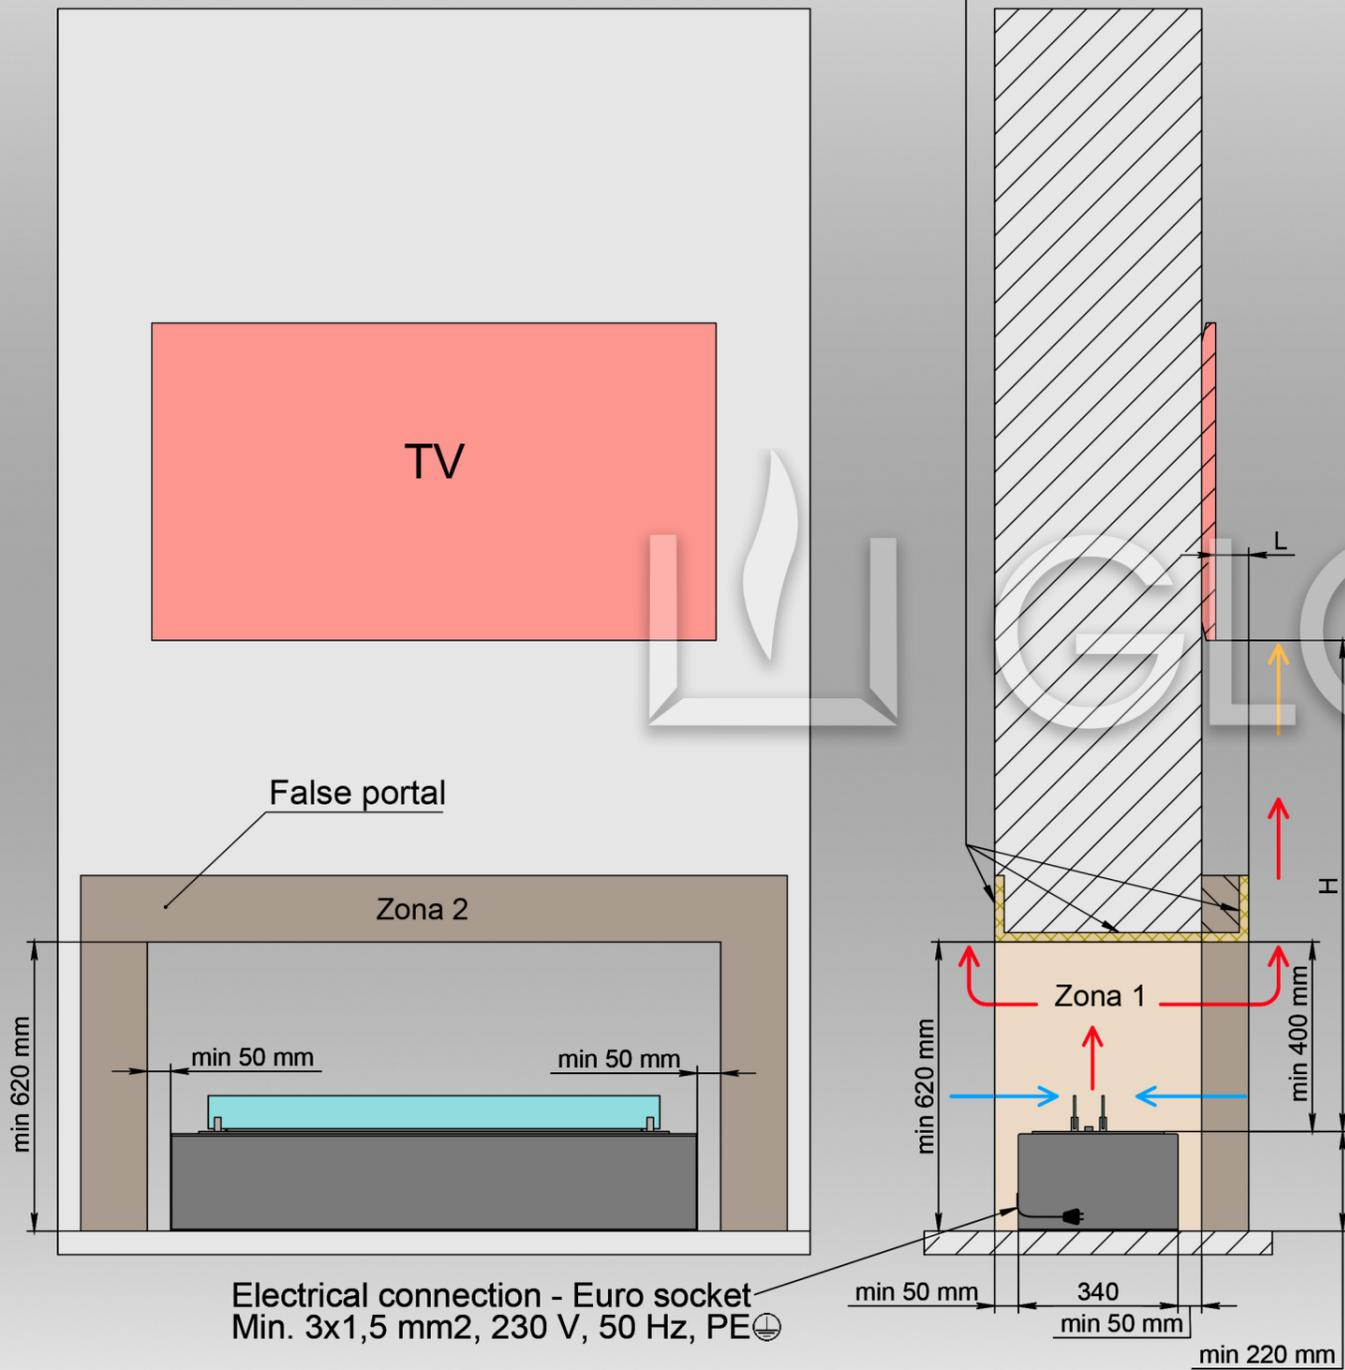 TV
L
GLO
False portal
Zona 2
H
Zona 1
min 620 mm
min 50 mm
min 50 mm
min 620 mm
min 400 mm
Electrical connection - Euro socket
Min. 3x1,5 mm2, 230 V, 50 Hz, PE
min 50 mm
340
min 50 mm
min 220 mm